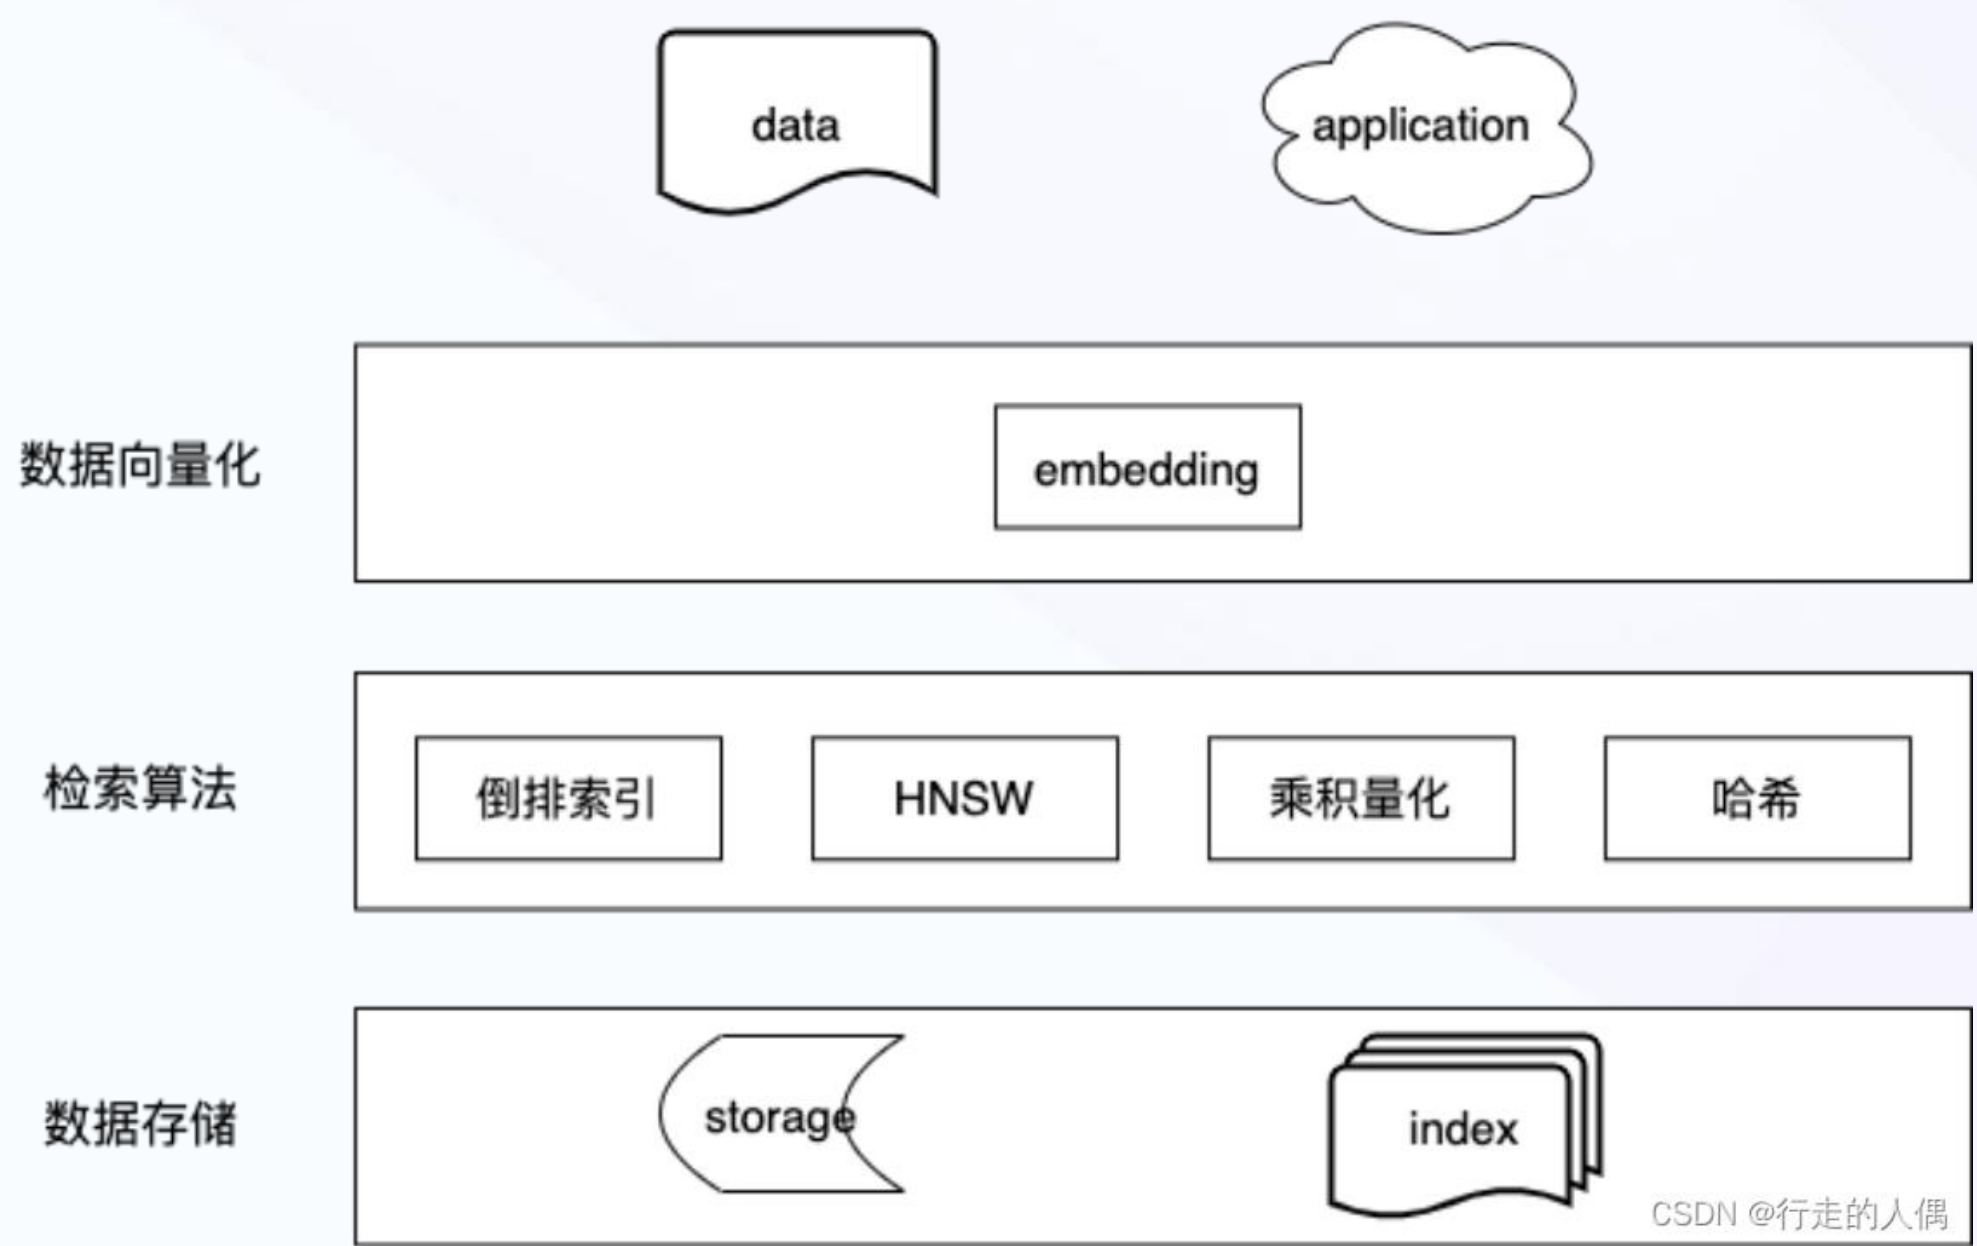 data
application
数据向量化
embedding
检索算法
倒排索引
HNSW
乘积量化
哈希
数据存储
storage
index
CSDN @行走的人偶